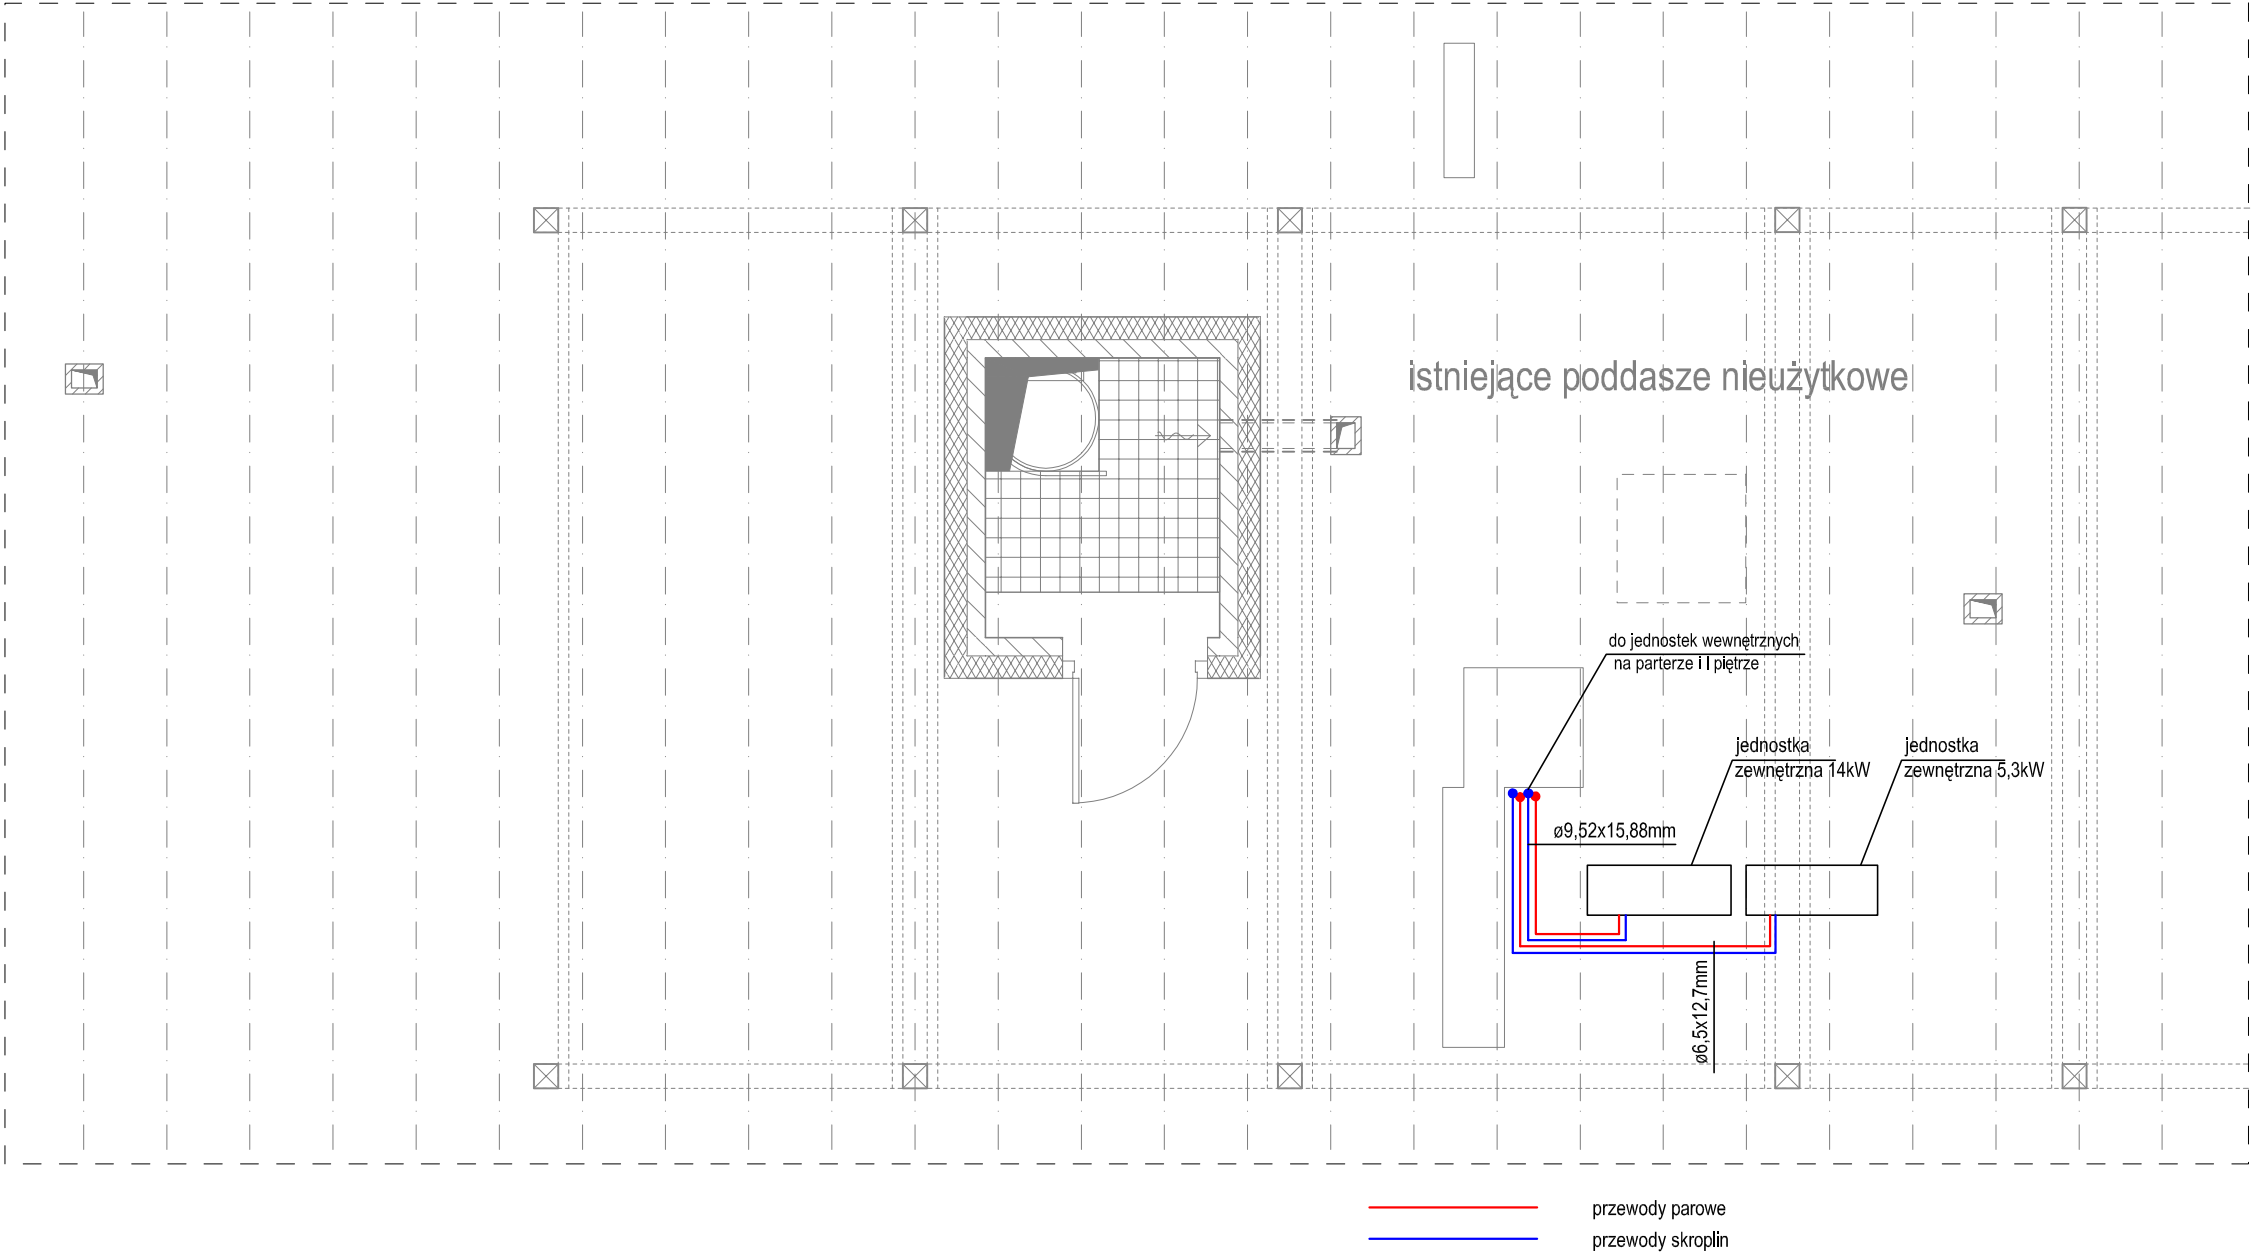 istniejące poddasze nieużytkowe
do jednostek wewnętrznych
na parterze i I piętrze
jednostka
zewnętrzna 14kW
jednostka
zewnętrzna 5,3kW
ø9,52x15,88mm
ø6,5x12,7mm
przewody parowe
przewody skroplin